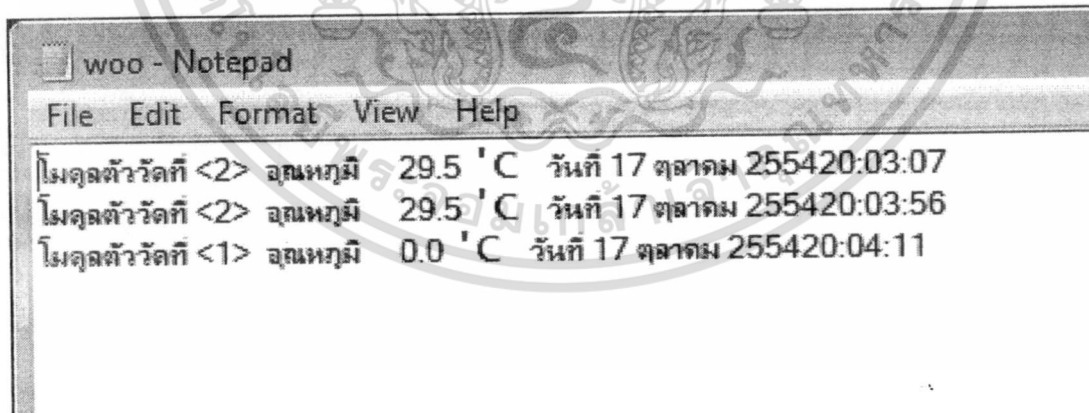 woo - Notepad
File Edit Format View Help
โมดูลตัววัดที่ <2> อุณหภูมิ 29.5 'C วันที่ 17 ตุลาคม 255420:03:07
โมดูลตัววัดที่ <2> อุณหภูมิ 29.5 'C วันที่ 17 ตุลาคม 255420:03:56
โมดูลตัววัดที่ <1> อุณหภูมิ 0.0 'C วันที่ 17 ตุลาคม 255420:04:11